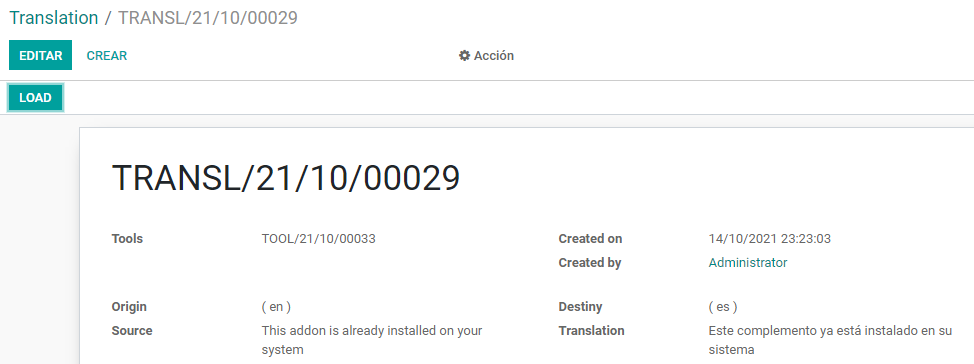 Translation / TRANSL/21/10/00029
EDITAR CREAR Acción
LOAD
TRANSL/21/10/00029
Tools TOOL/21/10/00033 Created on 14/10/2021 23:23:03
Created by Administrator
Origin ( en ) Destiny ( es )
Source This addon is already installed on your Translation Este complemento ya está instalado en su
system sistema